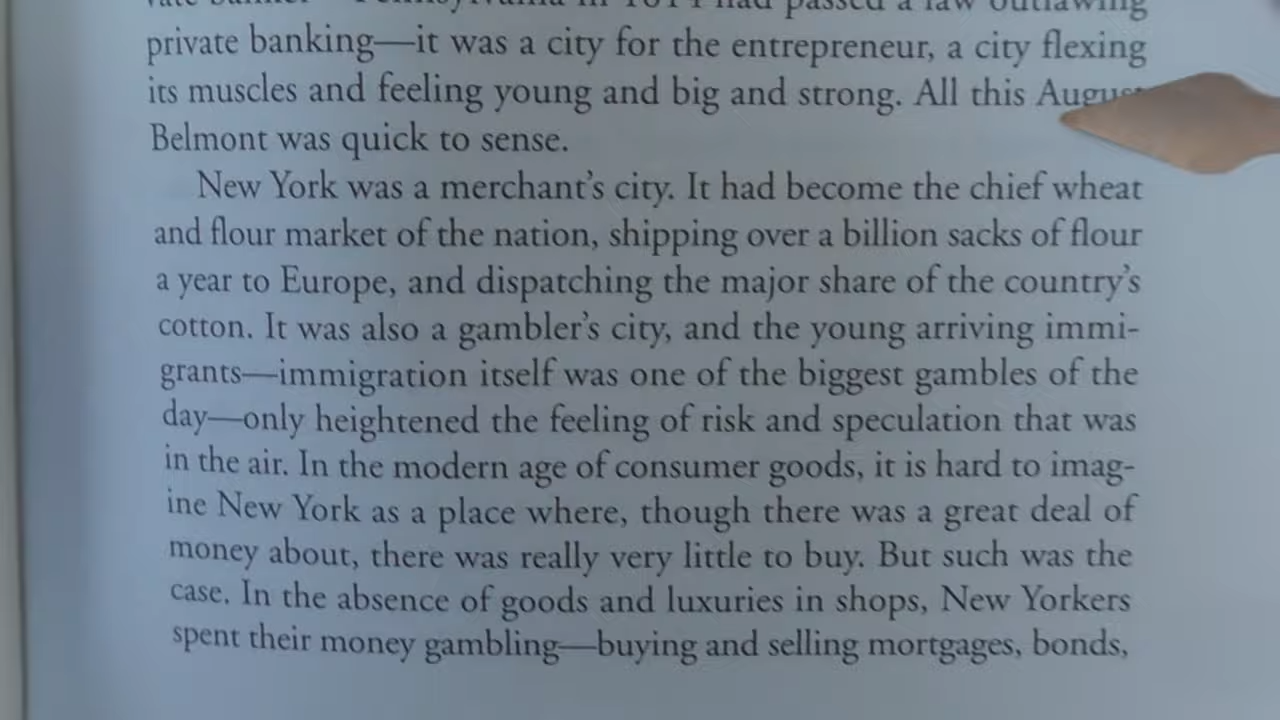 Pennsylvania in 1814 had passed a law outlawing
private banking—it was a city for the entrepreneur, a city flexing
its muscles and feeling young and big and strong. All this August
Belmont was quick to sense.
New York was a merchant's city. It had become the chief wheat
and flour market of the nation, shipping over a billion sacks of flour
a year to Europe, and dispatching the major share of the country's
cotton. It was also a gambler's city, and the young arriving immi-
grants—immigration itself was one of the biggest gambles of the
day—only heightened the feeling of risk and speculation that was
in the air. In the modern age of consumer goods, it is hard to imag-
ine New York as a place where, though there was a great deal of
money about, there was really very little to buy. But such was the
case. In the absence of goods and luxuries in shops, New Yorkers
spent their money gambling—buying and selling mortgages, bonds,